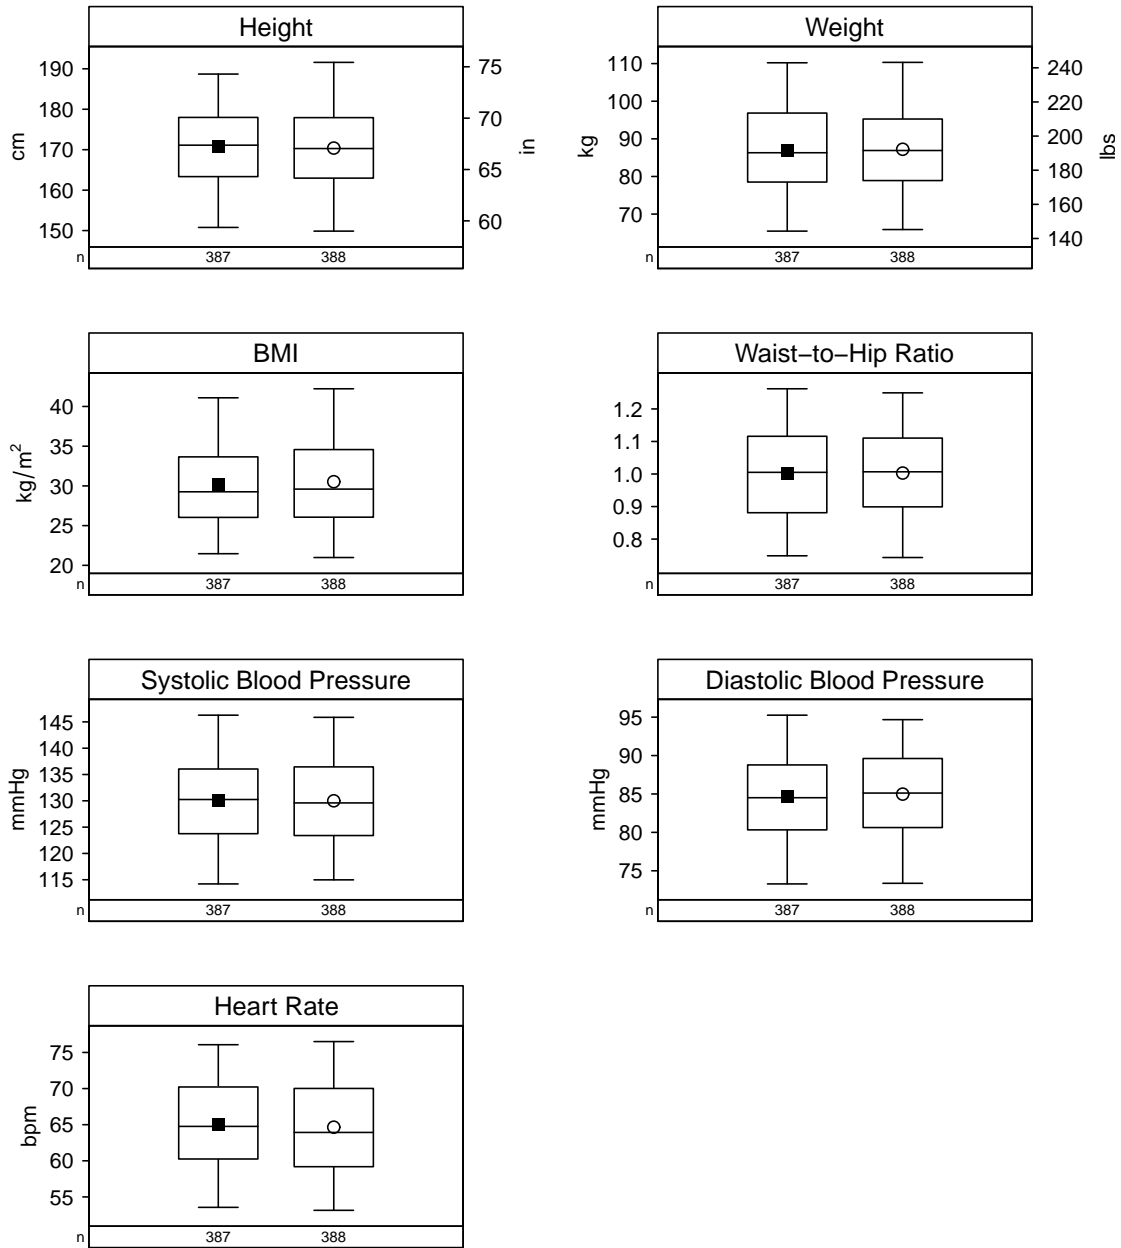 Height
190
180
170
160
150
cm
75
70
65
60
in
n 387 388
Weight
110
100
90
80
70
kg
240
220
200
180
160
140
lbs
n 387 388
BMI
40
35
30
25
20
kg/m²
n 387 388
Waist−to−Hip Ratio
1.2
1.1
1.0
0.9
0.8
n 387 388
Systolic Blood Pressure
145
140
135
130
125
120
115
mmHg
n 387 388
Diastolic Blood Pressure
95
90
85
80
75
mmHg
n 387 388
Heart Rate
75
70
65
60
55
bpm
n 387 388